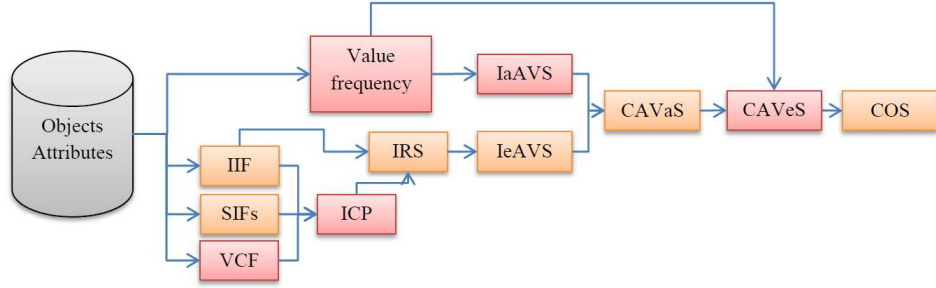 Objects
Attributes
Value
frequency
IaAVS
CAVaS
CAVeS
COS
IIF
IRS
IeAVS
SIFs
ICP
VCF